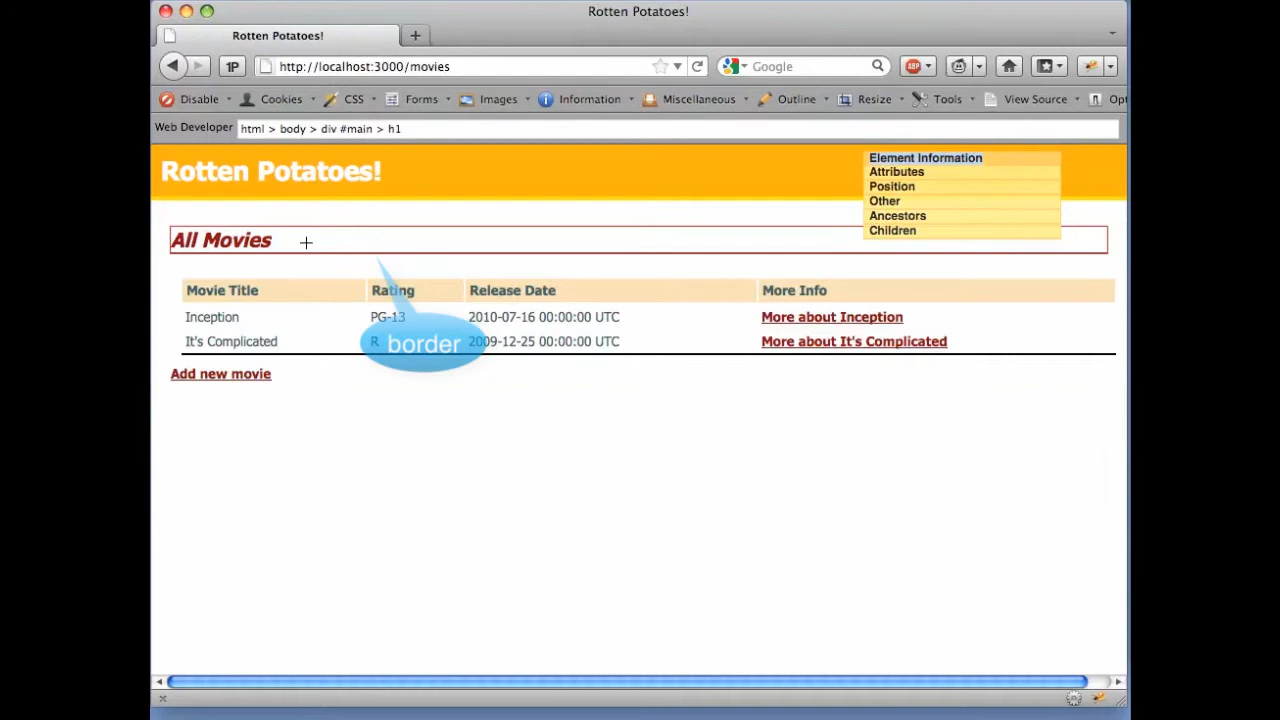 Rotten Potatoes!
Rotten Potatoes!
1P http://localhost:3000/movies Google ABP
Disable Cookies CSS Forms Images Information Miscellaneous Outline Resize Tools View Source Opt
Web Developer html > body > div #main > h1
Rotten Potatoes!
Element Information
Attributes
Position
Other
Ancestors
Children
All Movies
Movie Title Rating Release Date More Info
Inception PG-13 2010-07-16 00:00:00 UTC More about Inception
It's Complicated R 2009-12-25 00:00:00 UTC More about It's Complicated
border
Add new movie